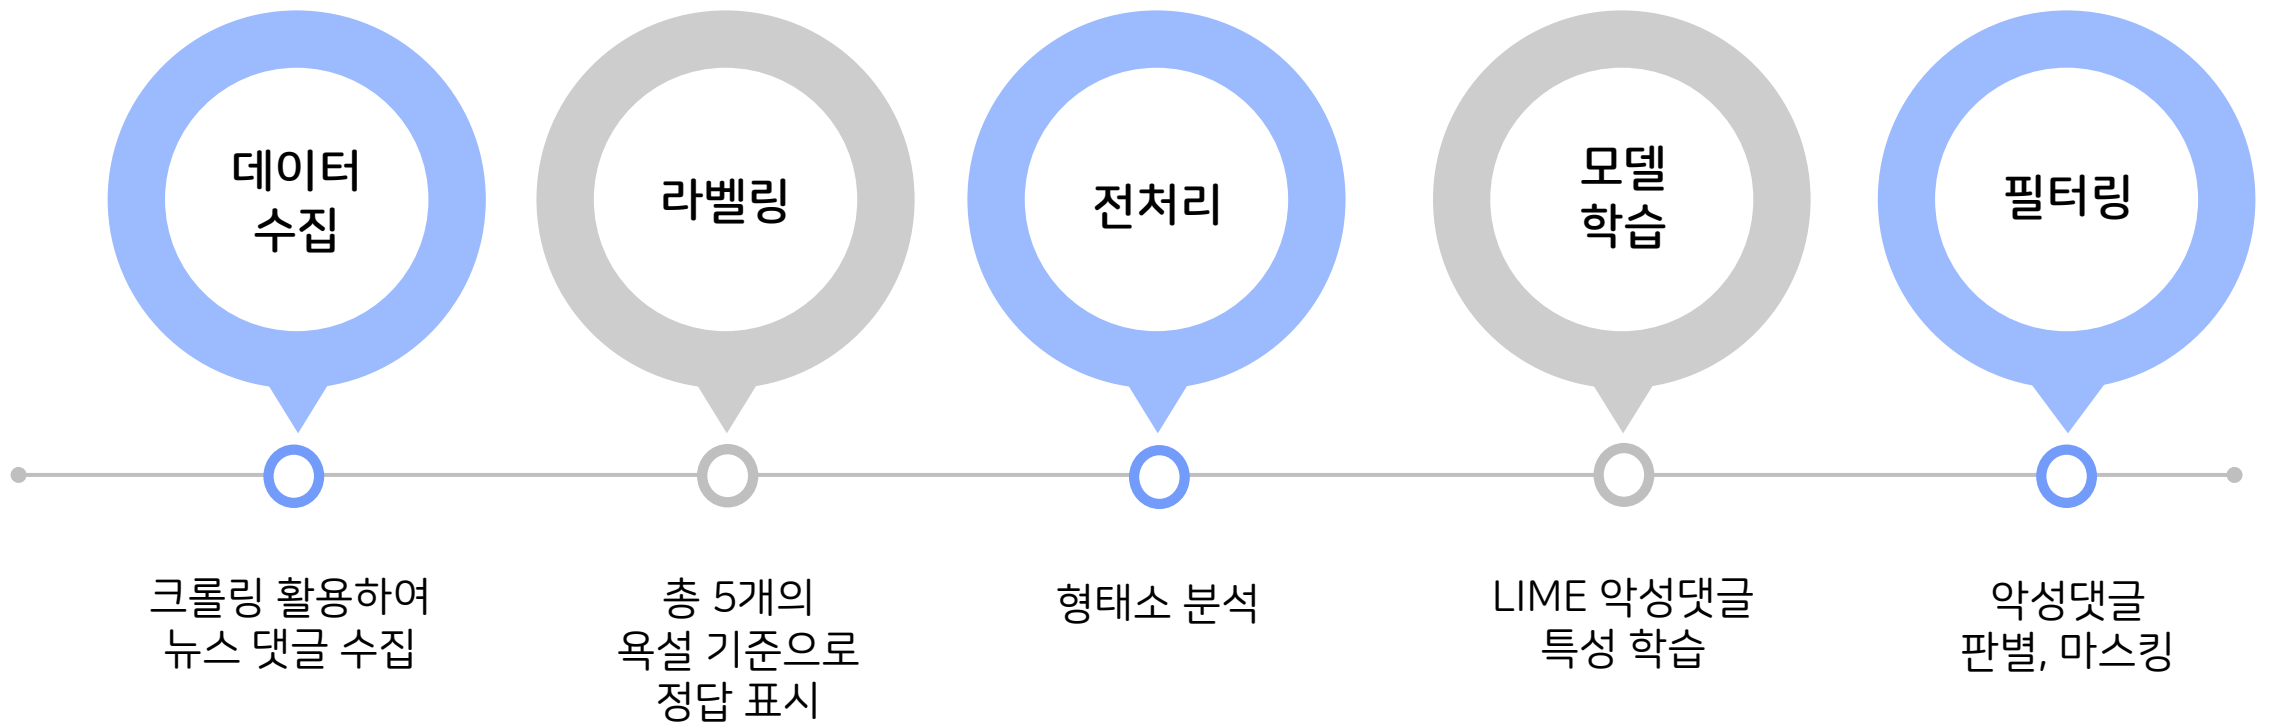 데이터
수집
라벨링
전처리
모델
학습
필터링
크롤링 활용하여
뉴스 댓글 수집
총 5개의
욕설 기준으로
정답 표시
형태소 분석
LIME 악성댓글
특성 학습
악성댓글
판별, 마스킹